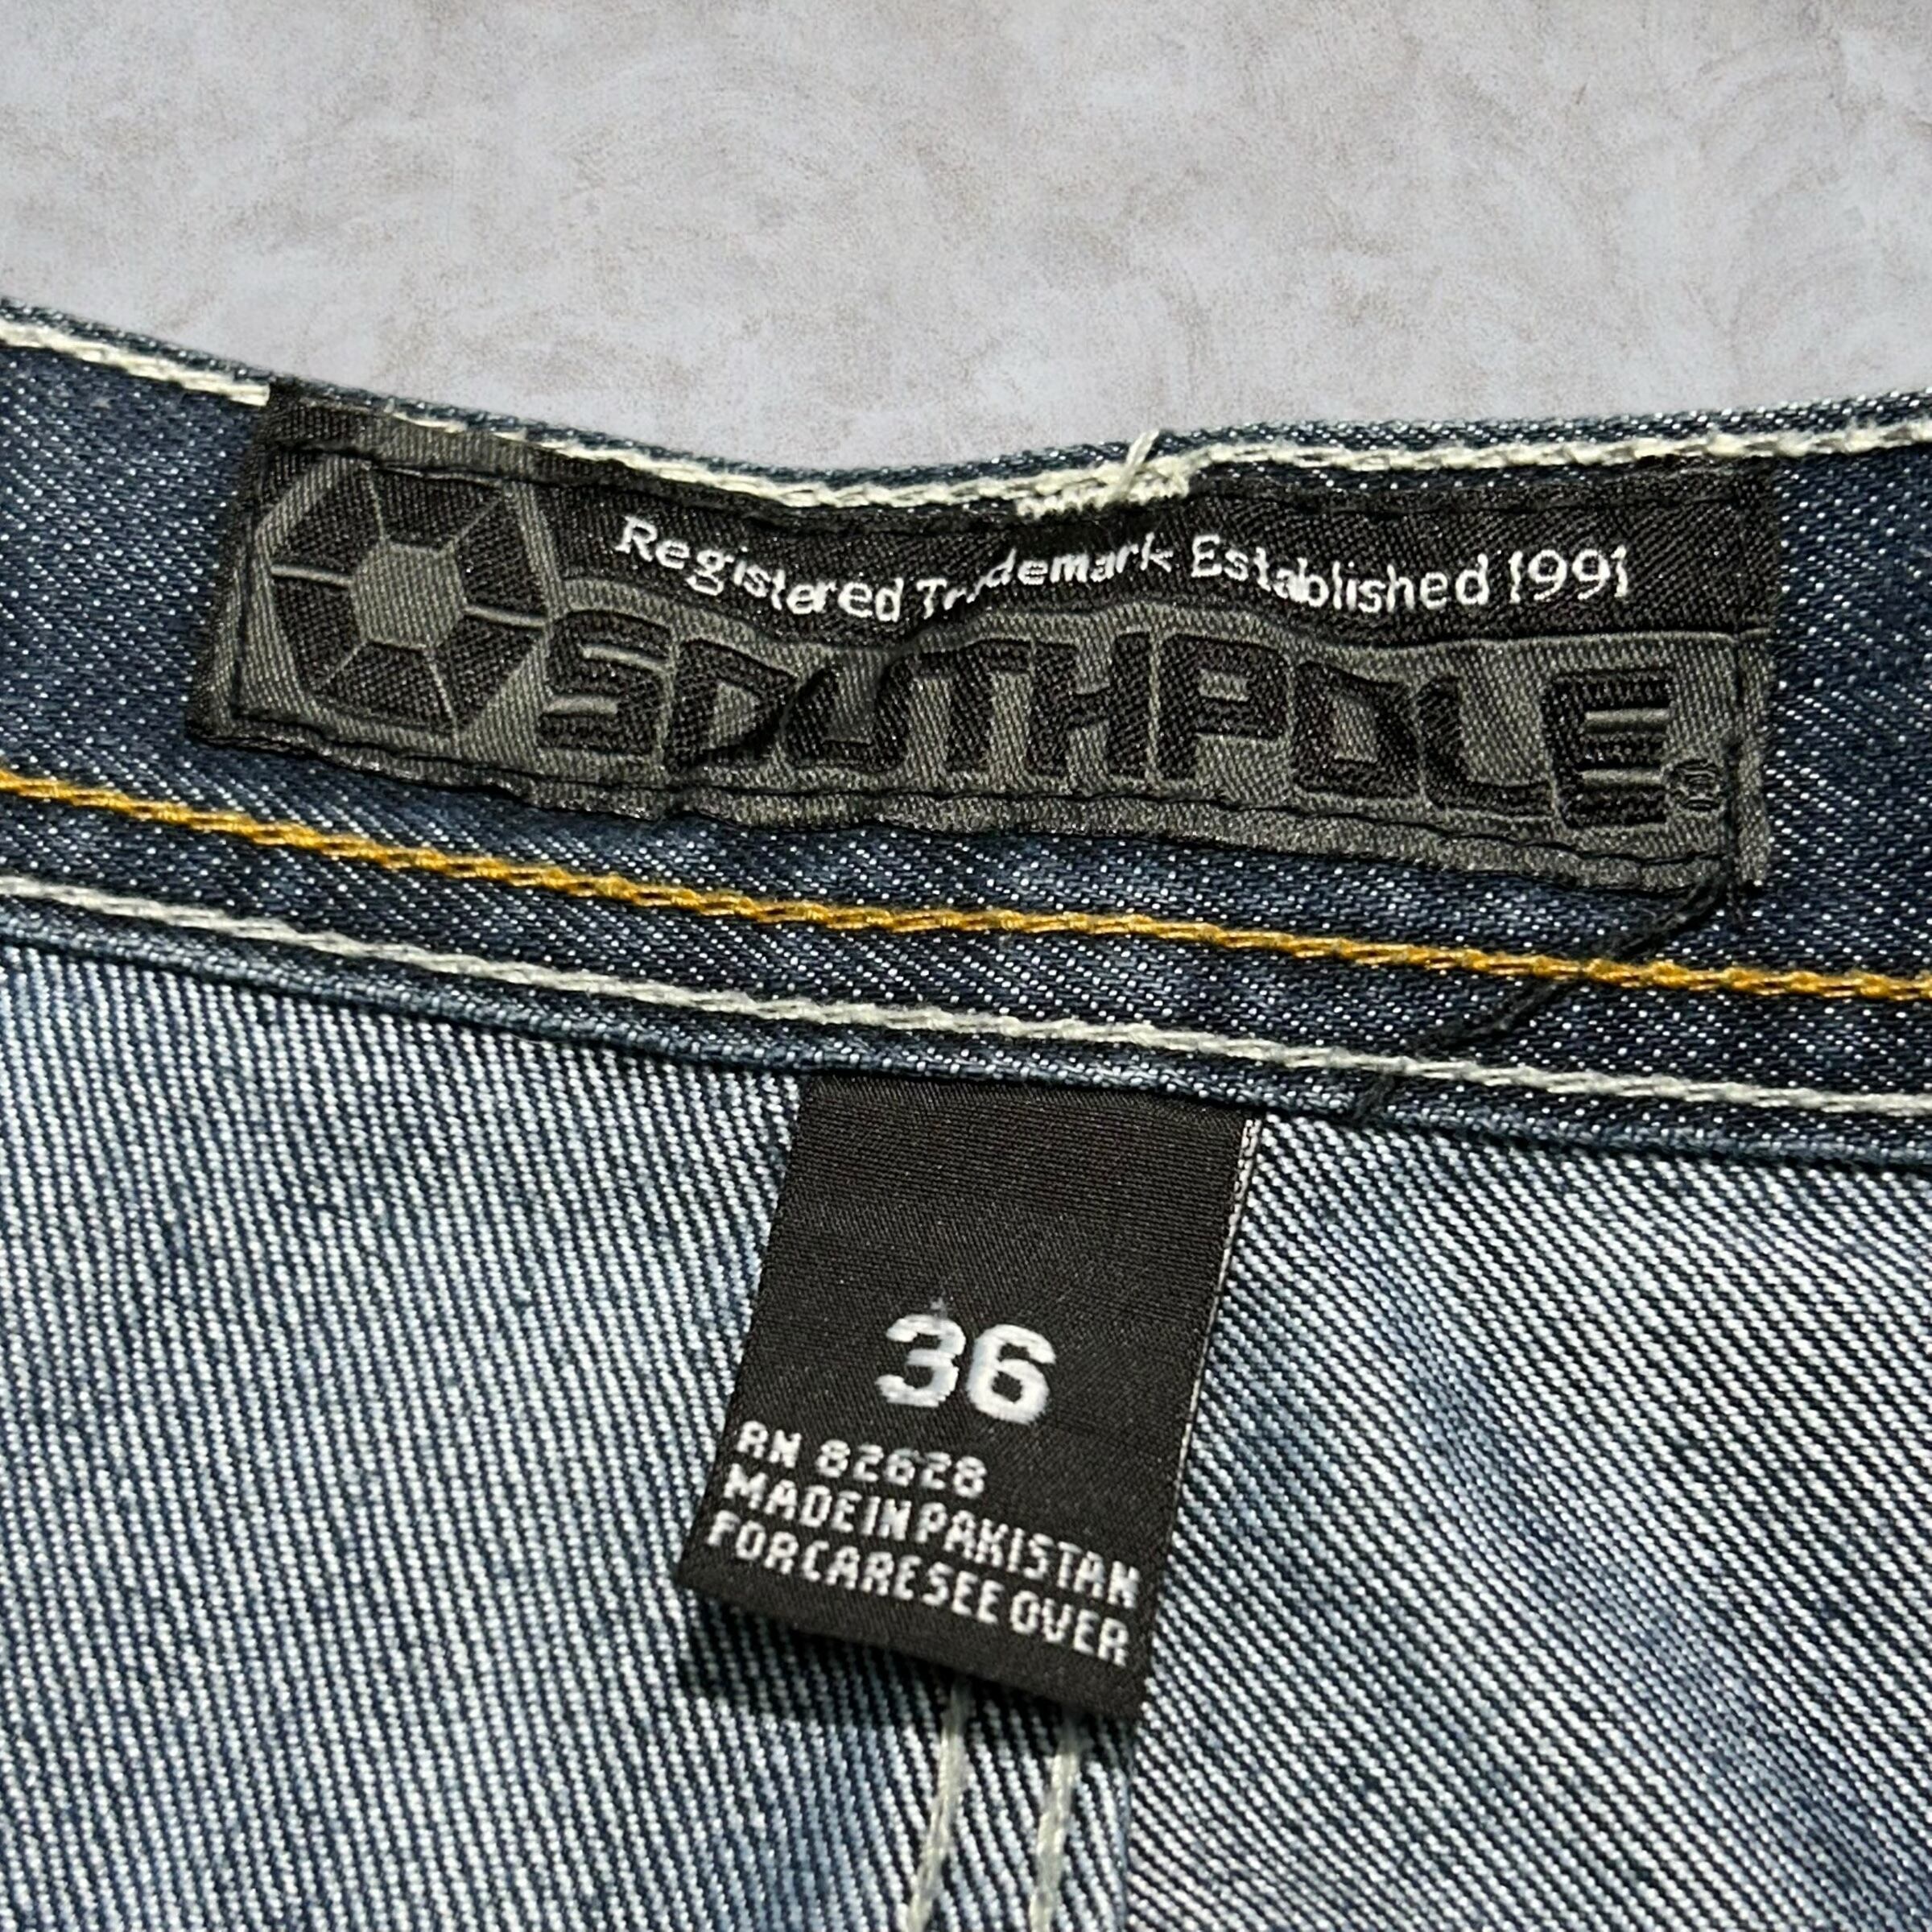 Registered Trademark Established 1991
SOUTHPOLE®
36
RN 82628
MADE IN PAKISTAN
FOR CARE SEE OVER